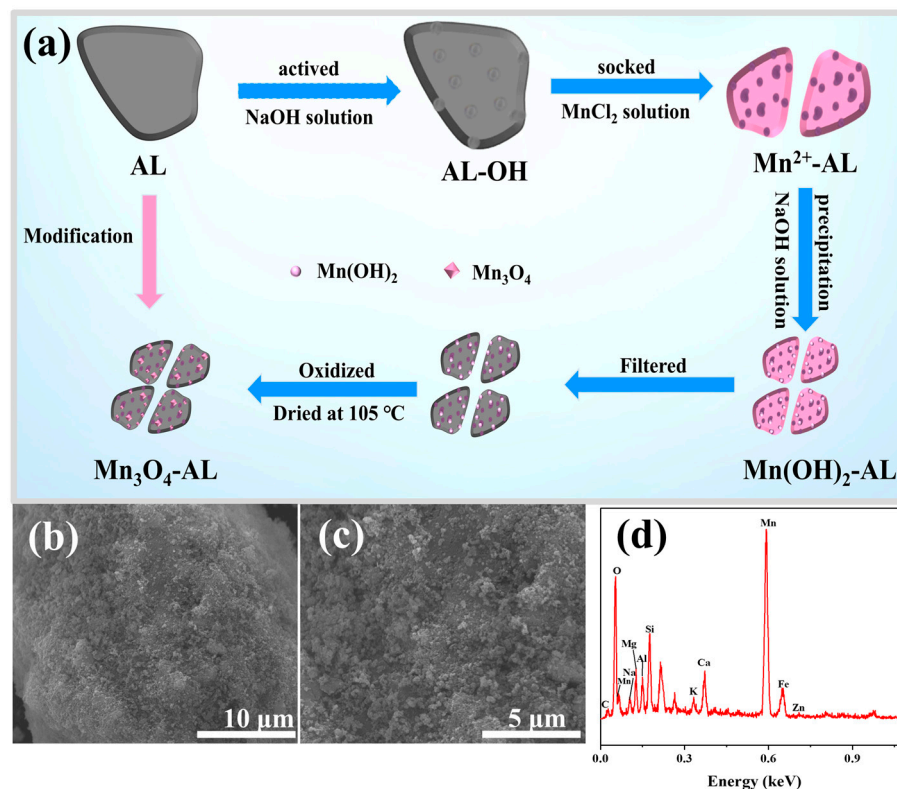 (a)
actived
NaOH solution
socked
MnCl₂ solution
AL
AL-OH
Mn²⁺-AL
Modification
precipitation
NaOH solution
Mn(OH)₂
Mn₃O₄
Oxidized
Dried at 105 ℃
Filtered
Mn₃O₄-AL
Mn(OH)₂-AL
(b)
10 μm
(c)
5 μm
(d)
Mn
O
Si
Mg
Al
Ca
Na
Mn
K
Fe
C
Zn
0.0
0.3
0.6
0.9
Energy (keV)